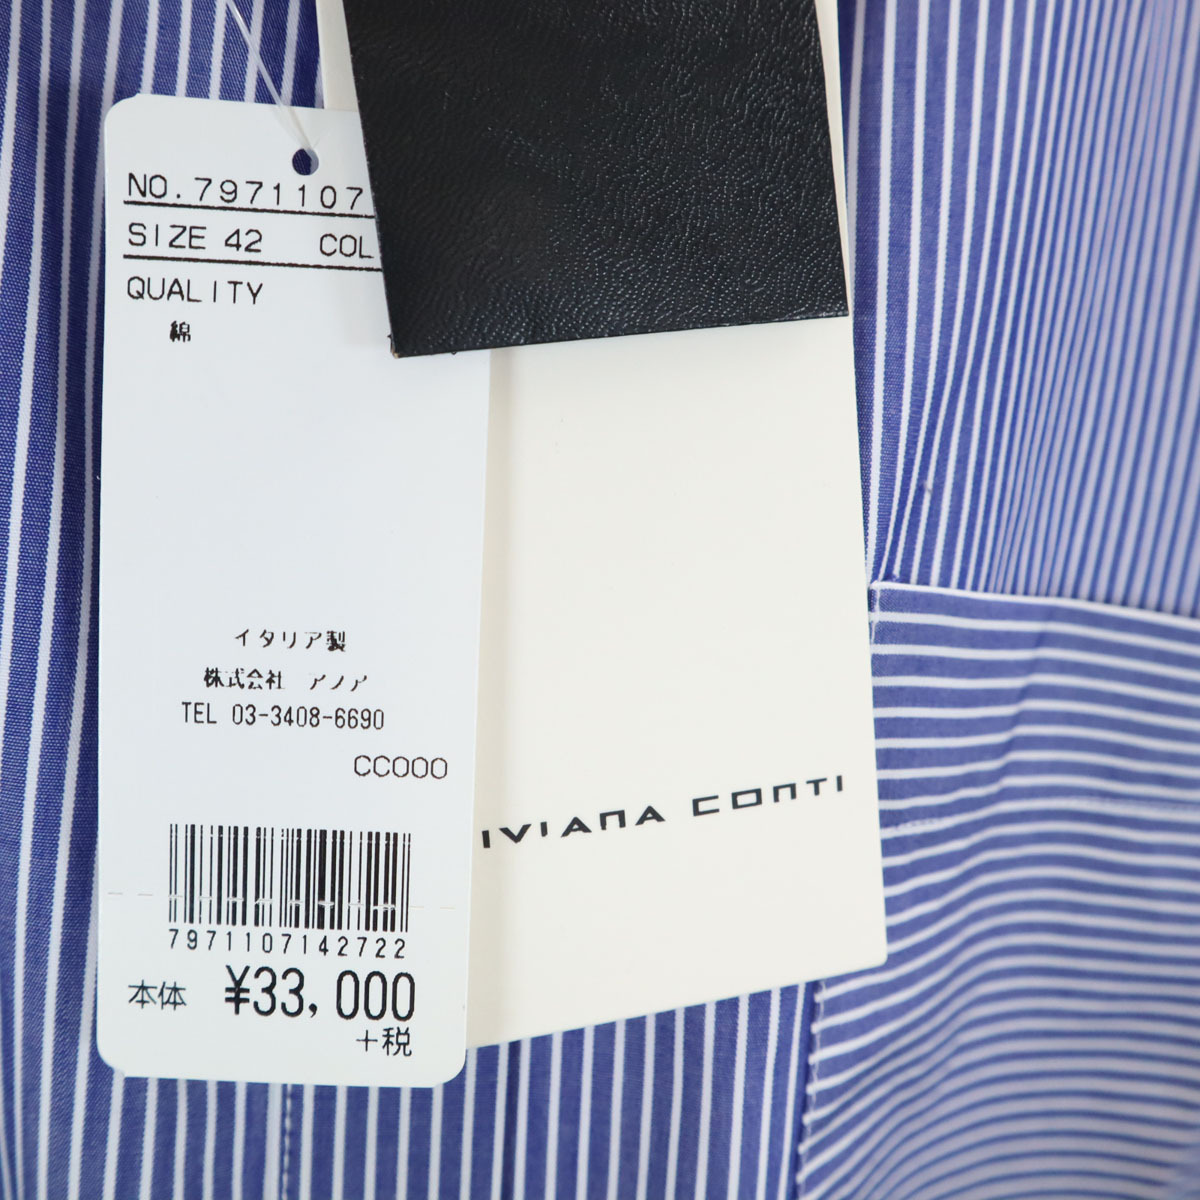 NO.7971107
SIZE 42 COL
QUALITY
綿
イタリア製
株式会社 アノア
TEL 03-3408-6690
CC000
7971107142722
本体 ¥33,000
+税
IVIANA CONTI